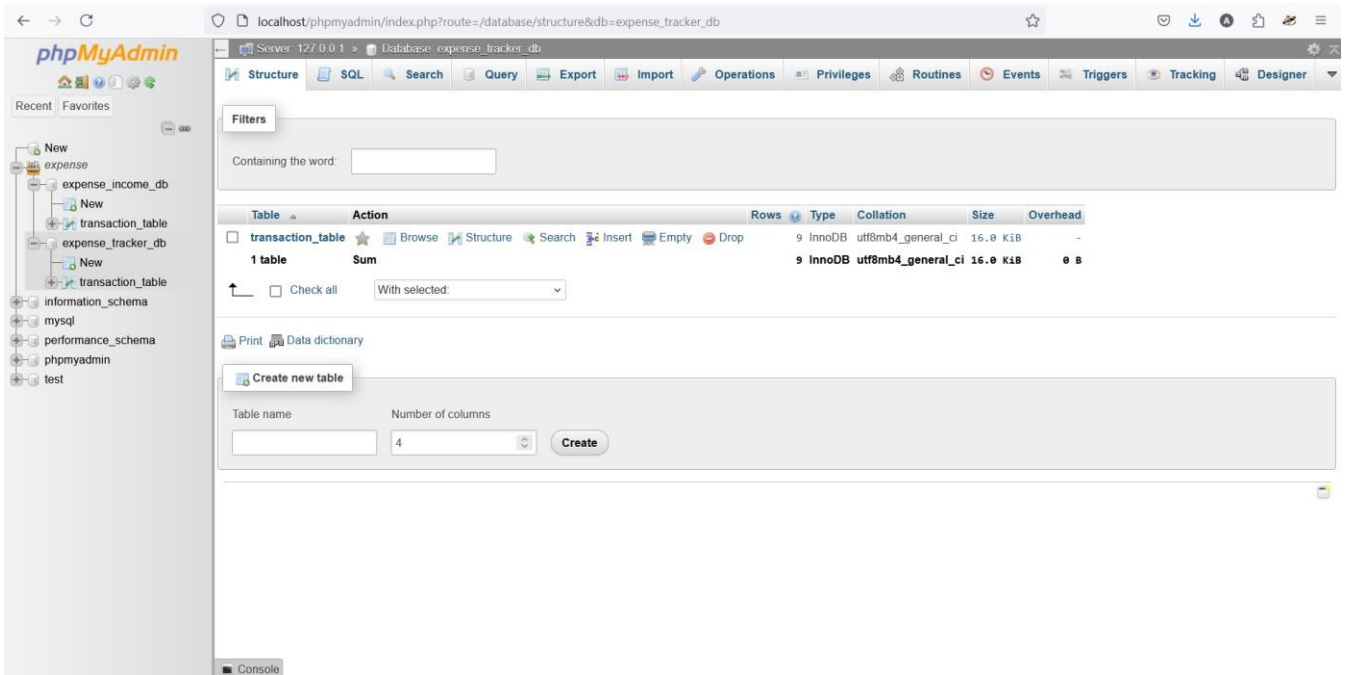 localhost/phpmyadmin/index.php?route=/database/structure&db=expense_tracker_db
phpMyAdmin
Recent Favorites
New
expense
expense_income_db
New
transaction_table
expense_tracker_db
New
transaction_table
information_schema
mysql
performance_schema
phpmyadmin
test
Server: 127.0.0.1 » Database: expense_tracker_db
Structure SQL Search Query Export Import Operations Privileges Routines Events Triggers Tracking Designer
Filters
Containing the word:
Table Action Rows Type Collation Size Overhead
transaction_table Browse Structure Search Insert Empty Drop 9 InnoDB utf8mb4_general_ci 16.0 KiB -
1 table Sum 9 InnoDB utf8mb4_general_ci 16.0 KiB 0 B
Check all With selected:
Print Data dictionary
Create new table
Table name Number of columns
4 Create
Console